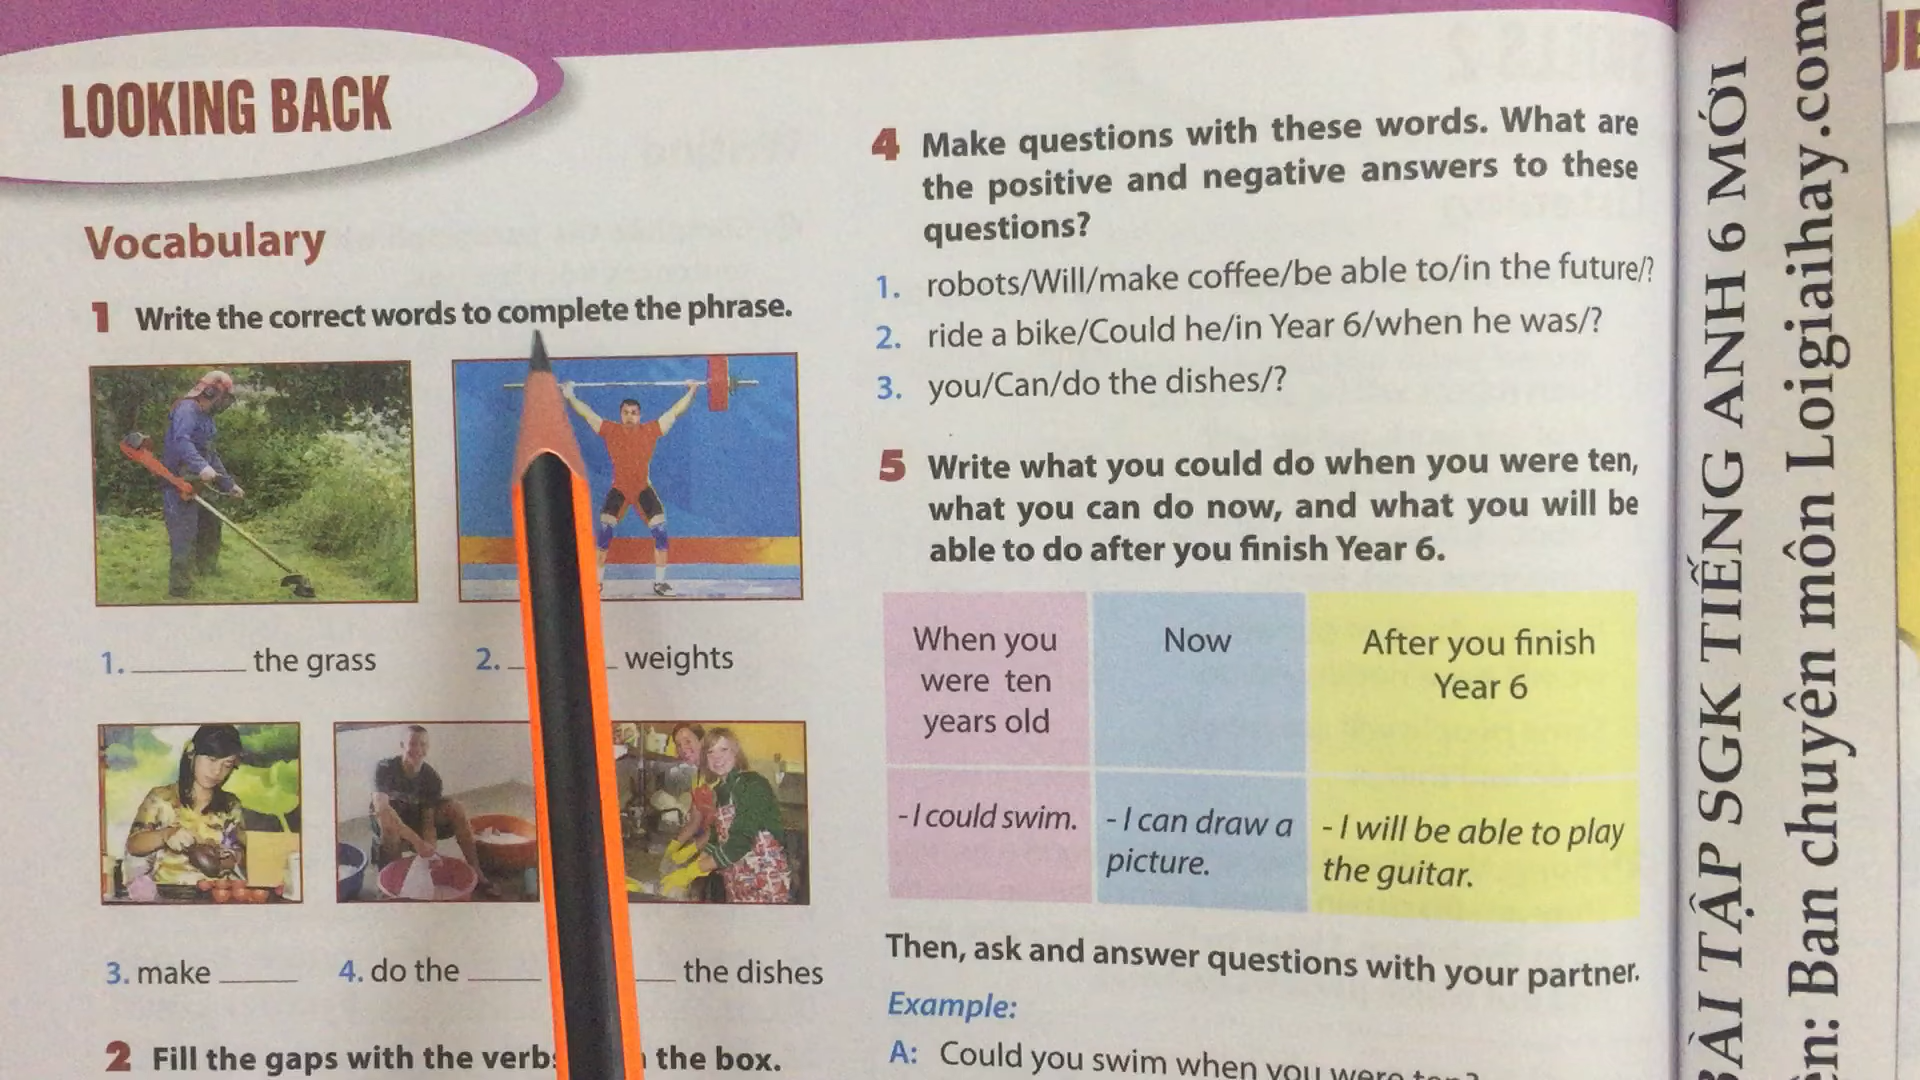 LOOKING BACK
Vocabulary
1 Write the correct words to complete the phrase.
1. ________ the grass
2. _ _ weights
3. make _____
4. do the _____
___ the dishes
2 Fill the gaps with the verb the box.
4 Make questions with these words. What are
the positive and negative answers to these
questions?
1. robots/Will/make coffee/be able to/in the future/?
2. ride a bike/Could he/in Year 6/when he was/?
3. you/Can/do the dishes/?
5 Write what you could do when you were ten,
what you can do now, and what you will be
able to do after you finish Year 6.
When you
were ten
years old
Now
After you finish
Year 6
- I could swim.
- I can draw a
picture.
- I will be able to play
the guitar.
Then, ask and answer questions with your partner.
Example:
A: Could you swim when you were ten?
BÀI TẬP SGK TIẾNG ANH 6 MỚI
ên: Ban chuyên môn Loigiaihay.com